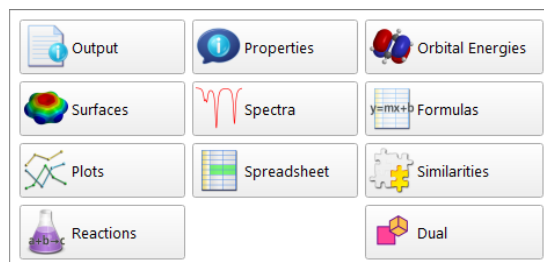 Output
Properties
Orbital Energies
Surfaces
Spectra
y=mx+b
Formulas
Plots
Spreadsheet
Similarities
a+b→c
Reactions
Dual